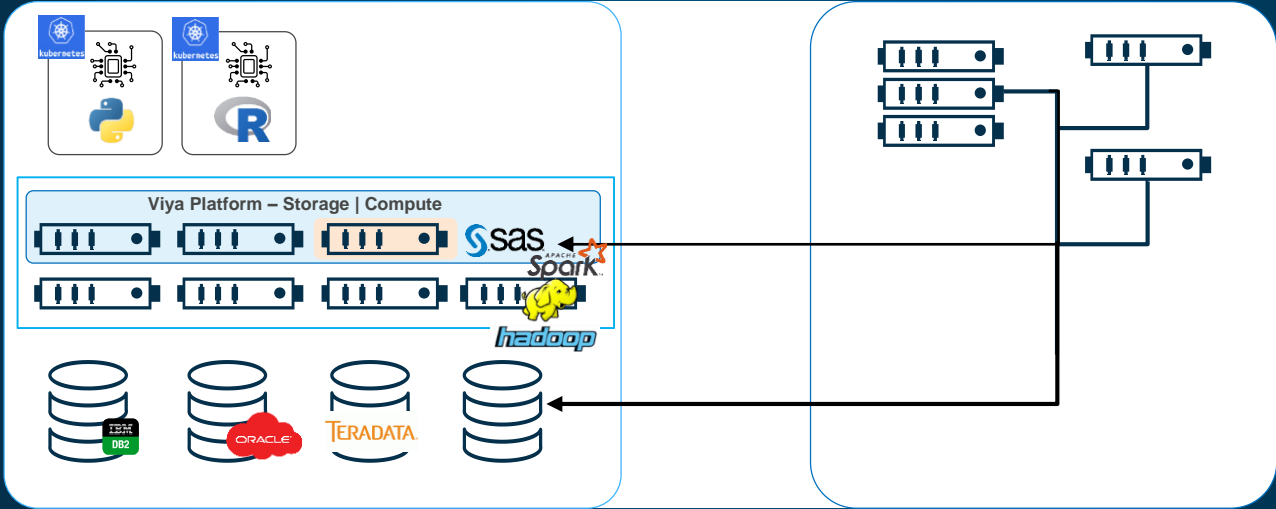 kubernetes
kubernetes
R
Viya Platform – Storage | Compute
sas
APACHE
Spark
hadoop
IBM
DB2
ORACLE
TERADATA